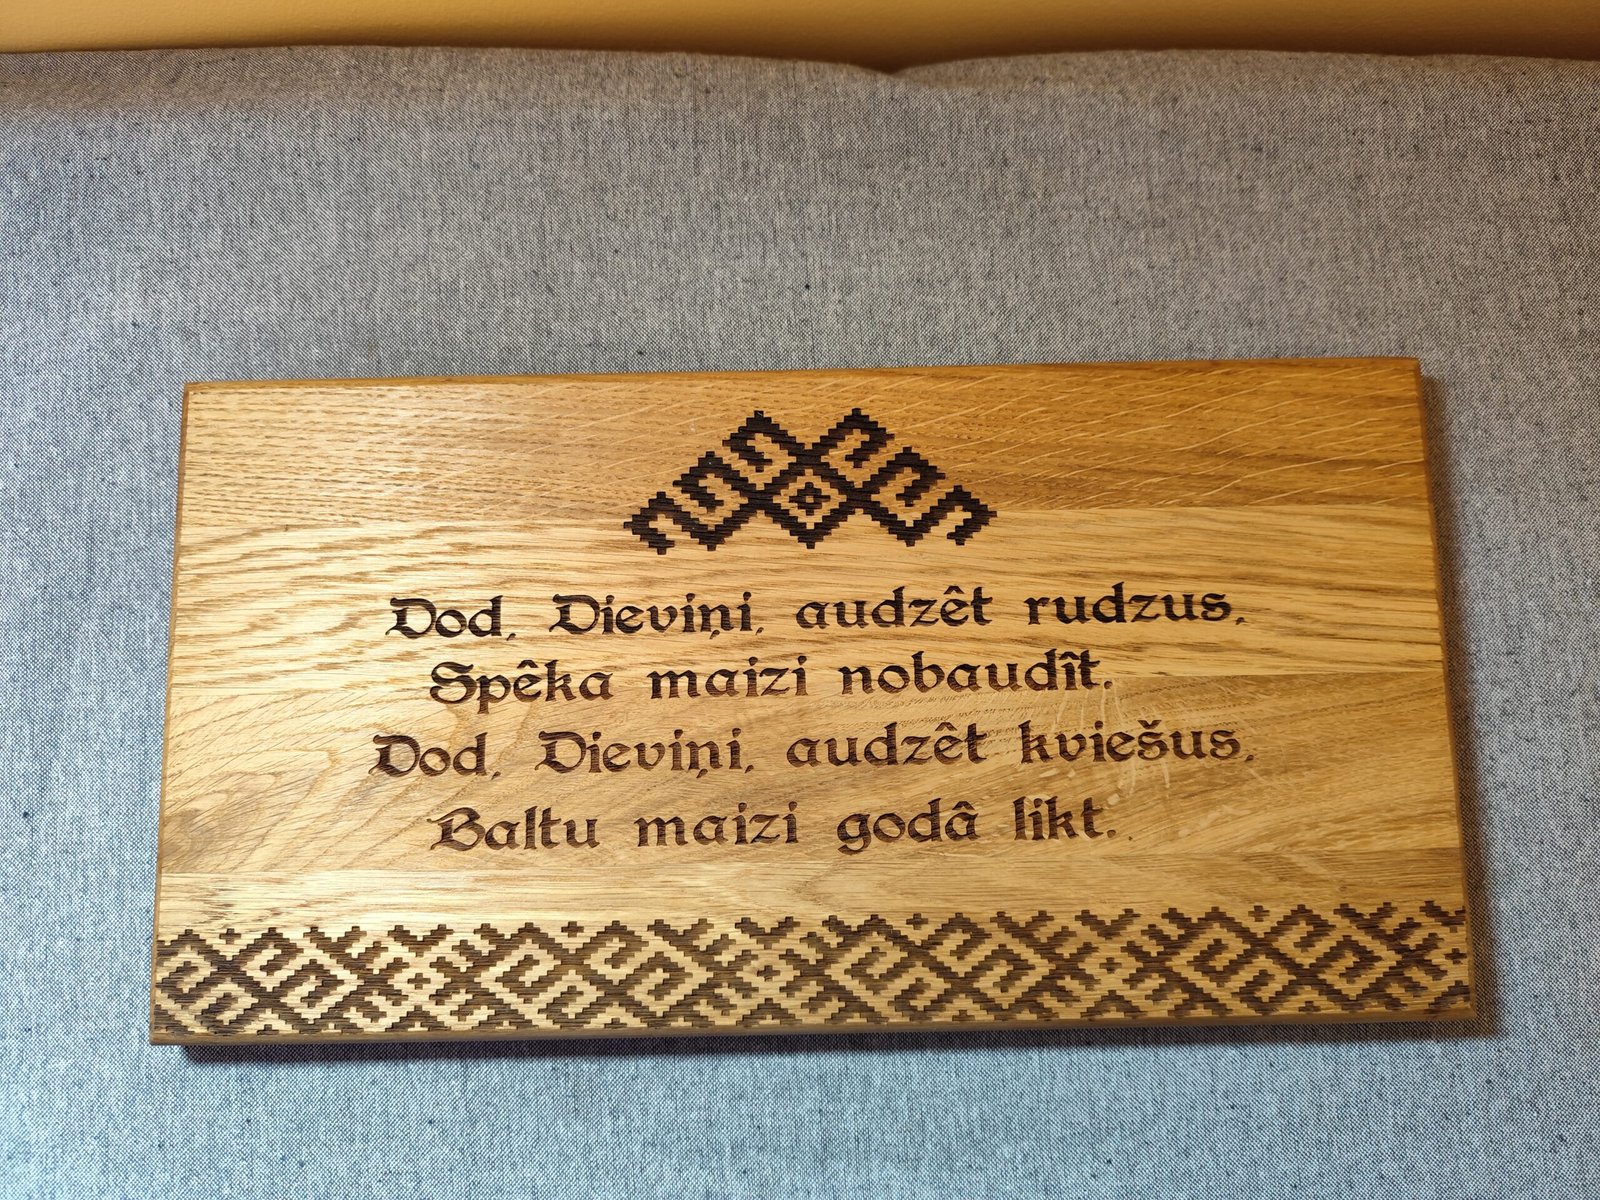 Dod, Dieviņi, audzêt rudzus,
Spêka maizi nobaudît.
Dod, Dieviņi, audzêt kviešus,
Baltu maizi godâ likt.